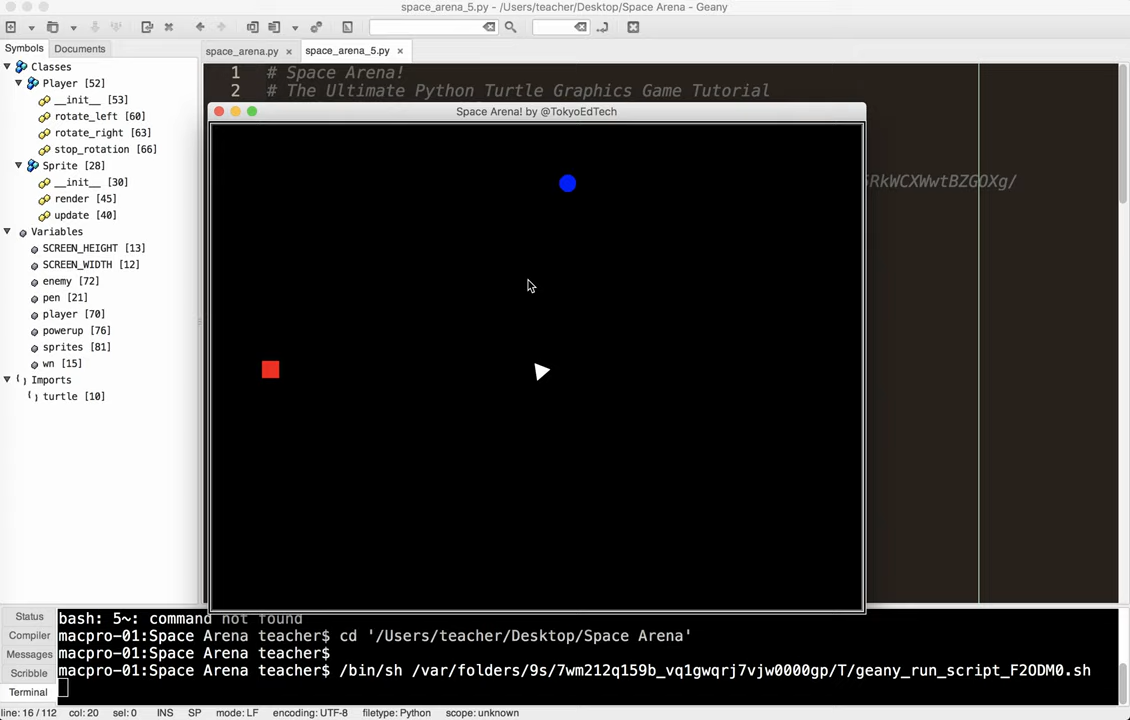 space_arena_5.py - /Users/teacher/Desktop/Space Arena - Geany
Symbols Documents
space_arena.py × space_arena_5.py ×
Classes
Player [52]
__init__ [53]
rotate_left [60]
rotate_right [63]
stop_rotation [66]
Sprite [28]
__init__ [30]
render [45]
update [40]
Variables
SCREEN_HEIGHT [13]
SCREEN_WIDTH [12]
enemy [72]
pen [21]
player [70]
powerup [76]
sprites [81]
wn [15]
Imports
turtle [10]
1 # Space Arena!
2 # The Ultimate Python Turtle Graphics Game Tutorial
Space Arena! by @TokyoEdTech
RkWCXWwtBZGOXg/
Status
Compiler
Messages
Scribble
Terminal
bash: 5~: command not found
macpro-01:Space Arena teacher$ cd '/Users/teacher/Desktop/Space Arena'
macpro-01:Space Arena teacher$
macpro-01:Space Arena teacher$ /bin/sh /var/folders/9s/7wm212q159b_vq1gwqrj7vjw0000gp/T/geany_run_script_F2ODM0.sh
line: 16 / 112 col: 20 sel: 0 INS SP mode: LF encoding: UTF-8 filetype: Python scope: unknown